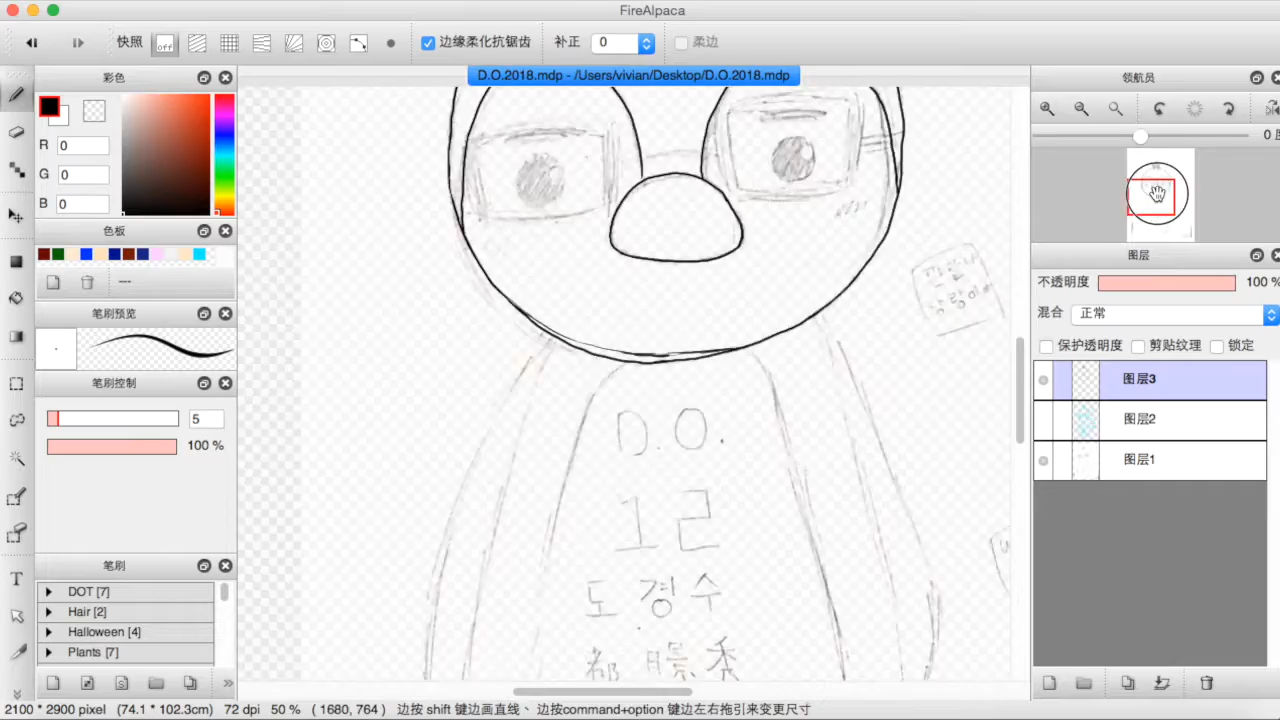 FireAlpaca
快照 off 边缘柔化抗锯齿 补正 0 柔边
D.O.2018.mdp - /Users/vivian/Desktop/D.O.2018.mdp
彩色
R 0
G 0
B 0
色板
---
笔刷预览
笔刷控制
5
100 %
笔刷
DOT [7]
Hair [2]
Halloween [4]
Plants [7]
D.O.
12
도경수
都暻秀
领航员
0 度
图层
不透明度 100 %
混合 正常
保护透明度 剪贴纹理 锁定
图层3
图层2
图层1
2100 * 2900 pixel (74.1 * 102.3cm) 72 dpi 50 % ( 1680, 764 ) 边按 shift 键边画直线、 边按command+option 键边左右拖引来变更尺寸